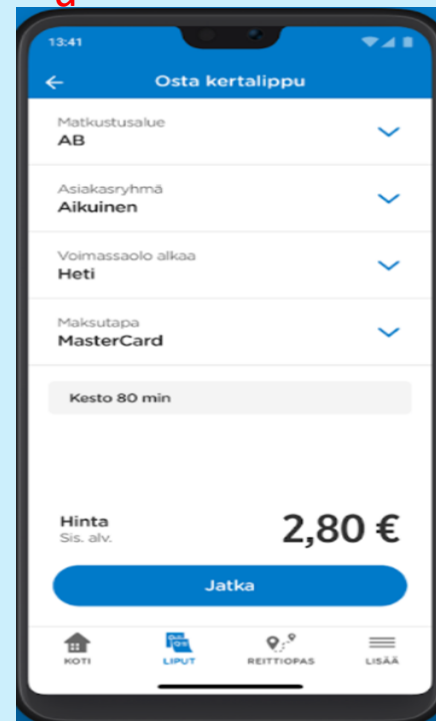 13:41
Osta kertalippu
Matkustusalue
AB
Asiakasryhmä
Aikuinen
Voimassaolo alkaa
Heti
Maksutapa
MasterCard
Kesto 80 min
Hinta
Sis. alv.
2,80 €
Jatka
KOTI
LIPUT
REITTIOPAS
LISÄÄ